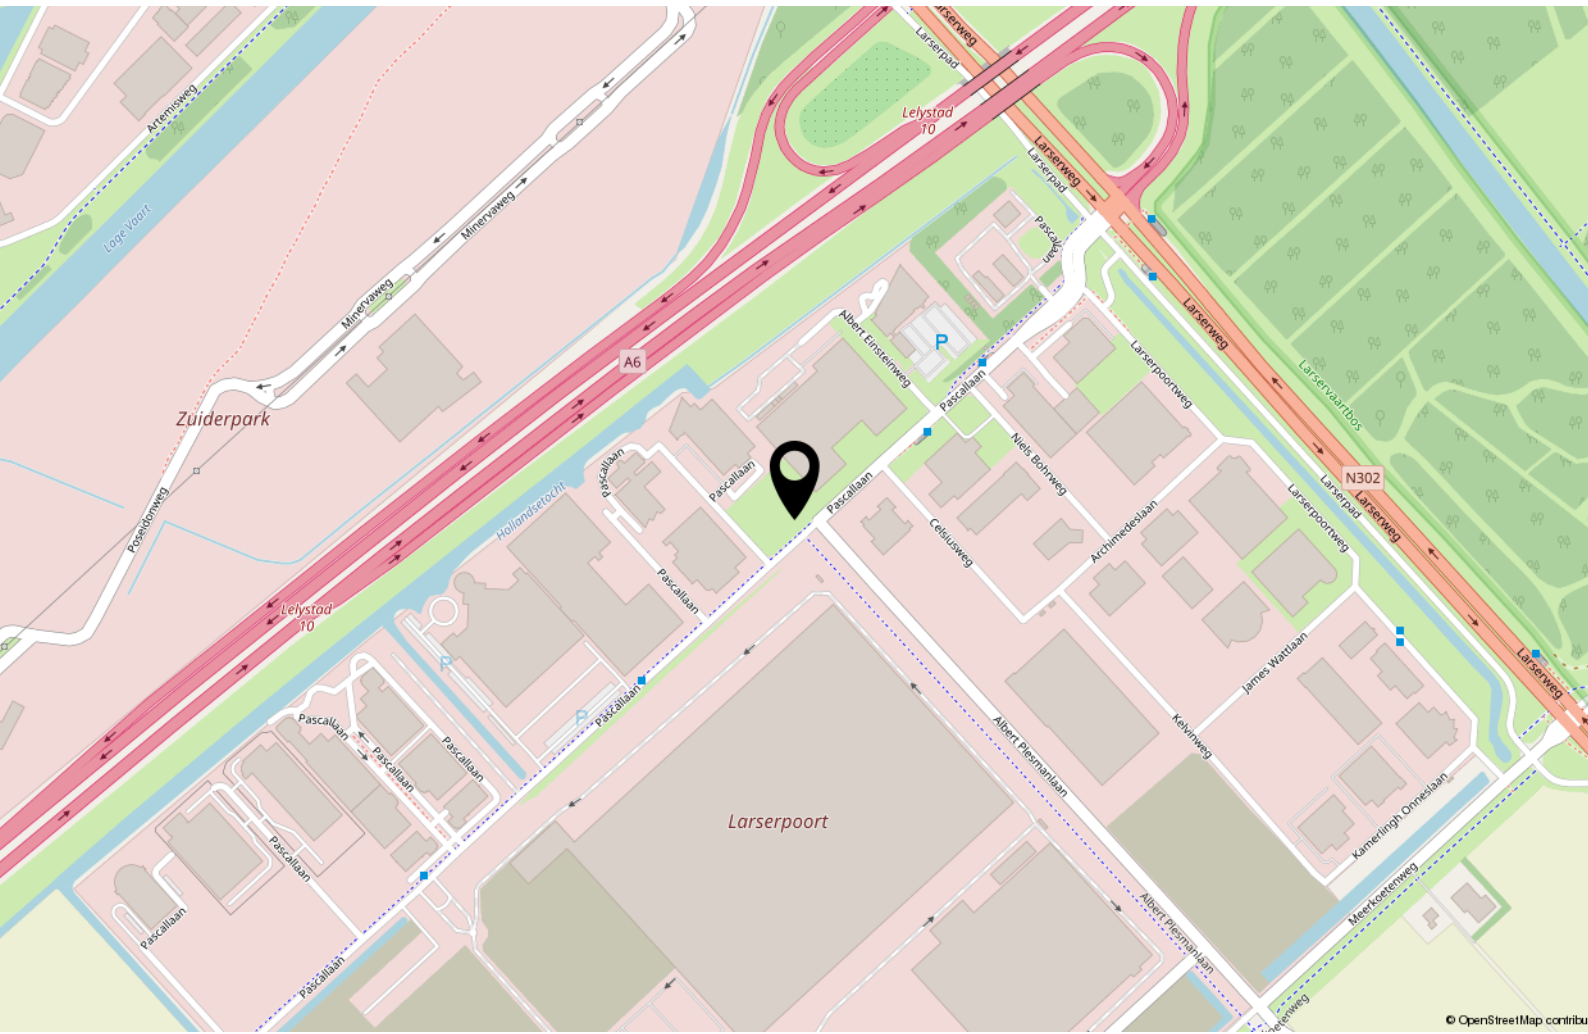 Larserweg
Larserpad
Lelystad
10
Larserweg
Larserpad
Artemisweg
Lage Vaart
Minervaweg
Minervaweg
Pascallaan
Larserweg
Albert Einsteinweg
P
A6
Larserpoortweg
Larservaartbos
Zuiderpark
Pascallaan
Niels Bohrweg
Pascallaan
Pascallaan
Pascallaan
N302
Larserpad
Larserweg
Larserpoortweg
Poseidonweg
Hollandsetocht
Celsiusweg
Archimedeslaan
Pascallaan
Lelystad
10
P
James Wattlaan
Larserweg
P
Pascallaan
Pascallaan
Pascallaan
Pascallaan
Albert Plesmanlaan
Kelvinweg
Larserpoort
Kamerlingh Onneslaan
Pascallaan
Meerkoetenweg
Pascallaan
Albert Plesmanlaan
Pascallaan
oetenweg
© OpenStreetMap contribu